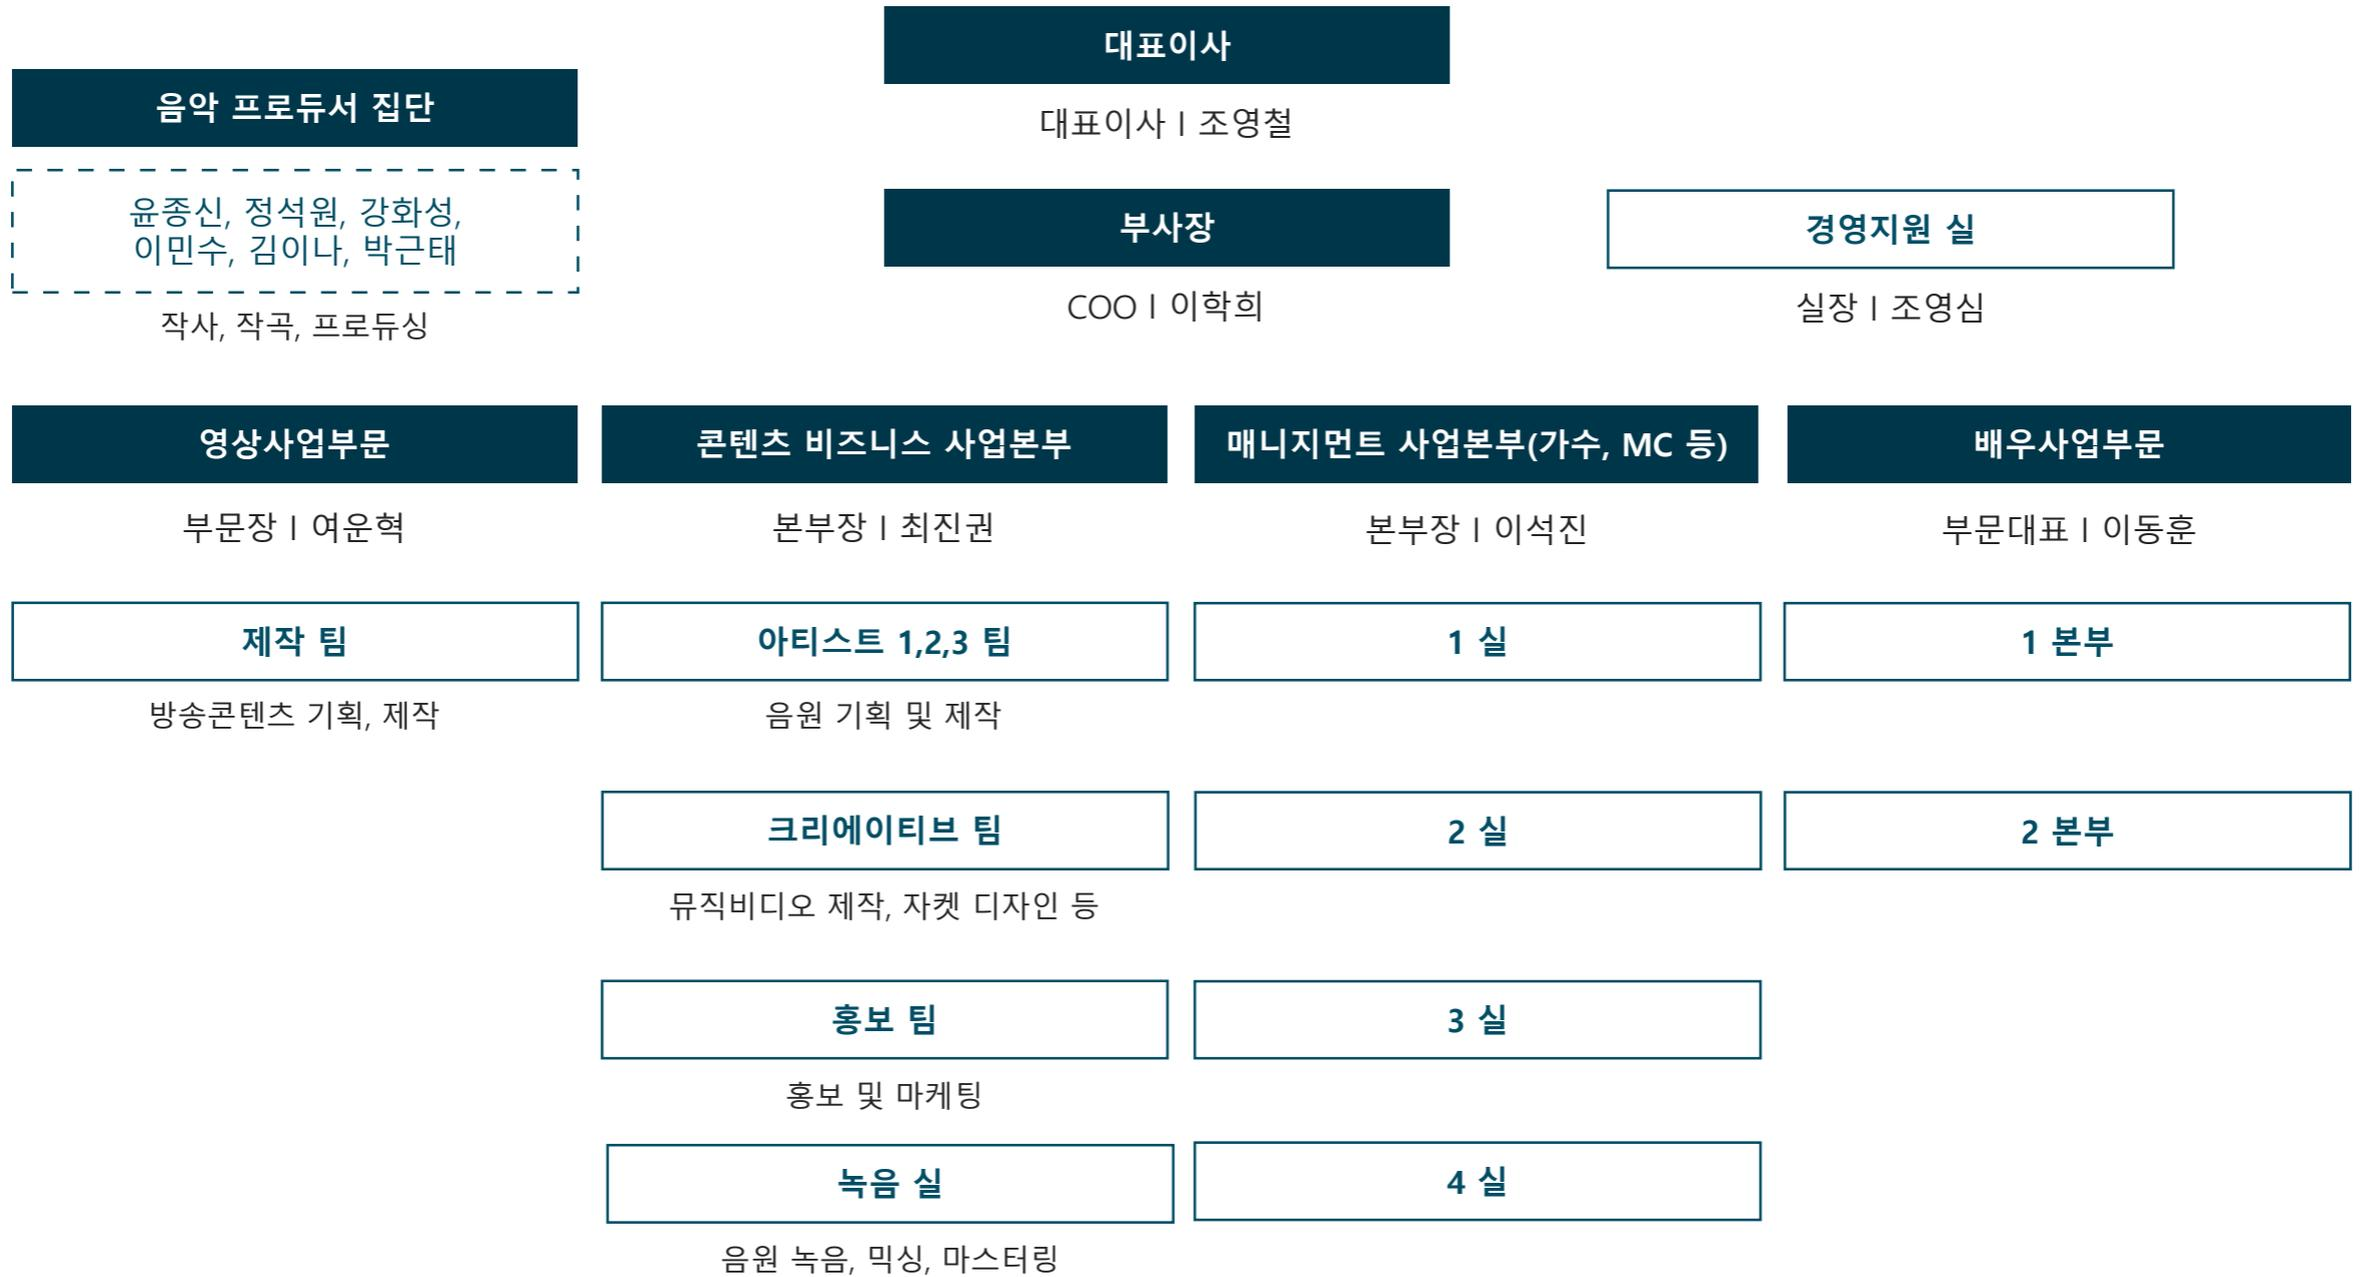 대표이사
대표이사 l 조영철
음악 프로듀서 집단
윤종신, 정석원, 강화성,
이민수, 김이나, 박근태
작사, 작곡, 프로듀싱
부사장
COO l 이학희
경영지원 실
실장 l 조영심
영상사업부문
부문장 l 여운혁
제작 팀
방송콘텐츠 기획, 제작
콘텐츠 비즈니스 사업본부
본부장 l 최진권
아티스트 1,2,3 팀
음원 기획 및 제작
크리에이티브 팀
뮤직비디오 제작, 자켓 디자인 등
홍보 팀
홍보 및 마케팅
녹음 실
음원 녹음, 믹싱, 마스터링
매니지먼트 사업본부(가수, MC 등)
본부장 l 이석진
1 실
2 실
3 실
4 실
배우사업부문
부문대표 l 이동훈
1 본부
2 본부